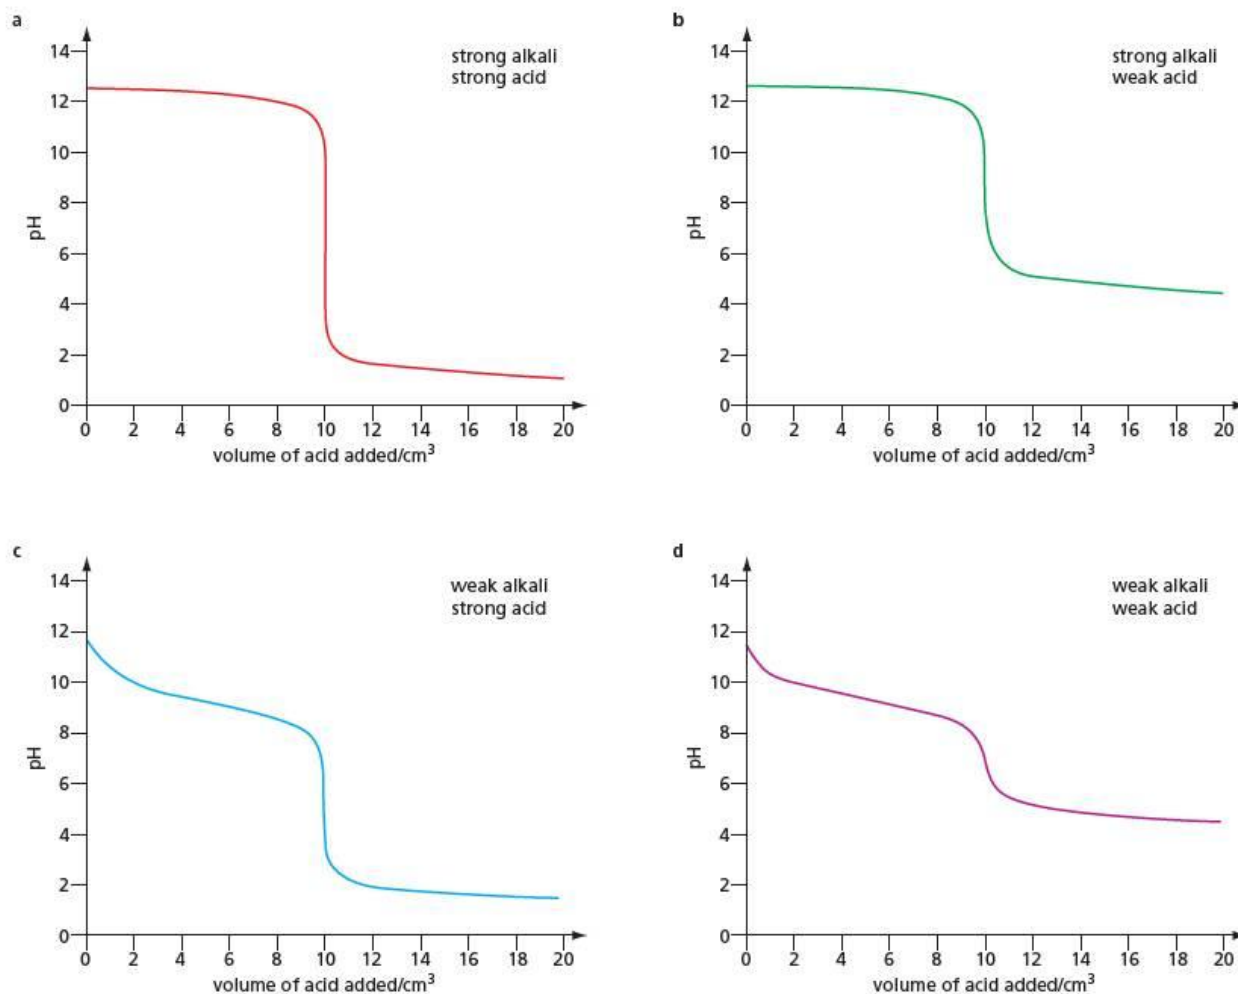 a
strong alkali
strong acid
14
12
10
8
6
4
2
0
pH
0 2 4 6 8 10 12 14 16 18 20
volume of acid added/cm³
b
strong alkali
weak acid
14
12
10
8
6
4
2
0
pH
0 2 4 6 8 10 12 14 16 18 20
volume of acid added/cm³
c
weak alkali
strong acid
14
12
10
8
6
4
2
0
pH
0 2 4 6 8 10 12 14 16 18 20
volume of acid added/cm³
d
weak alkali
weak acid
14
12
10
8
6
4
2
0
pH
0 2 4 6 8 10 12 14 16 18 20
volume of acid added/cm³